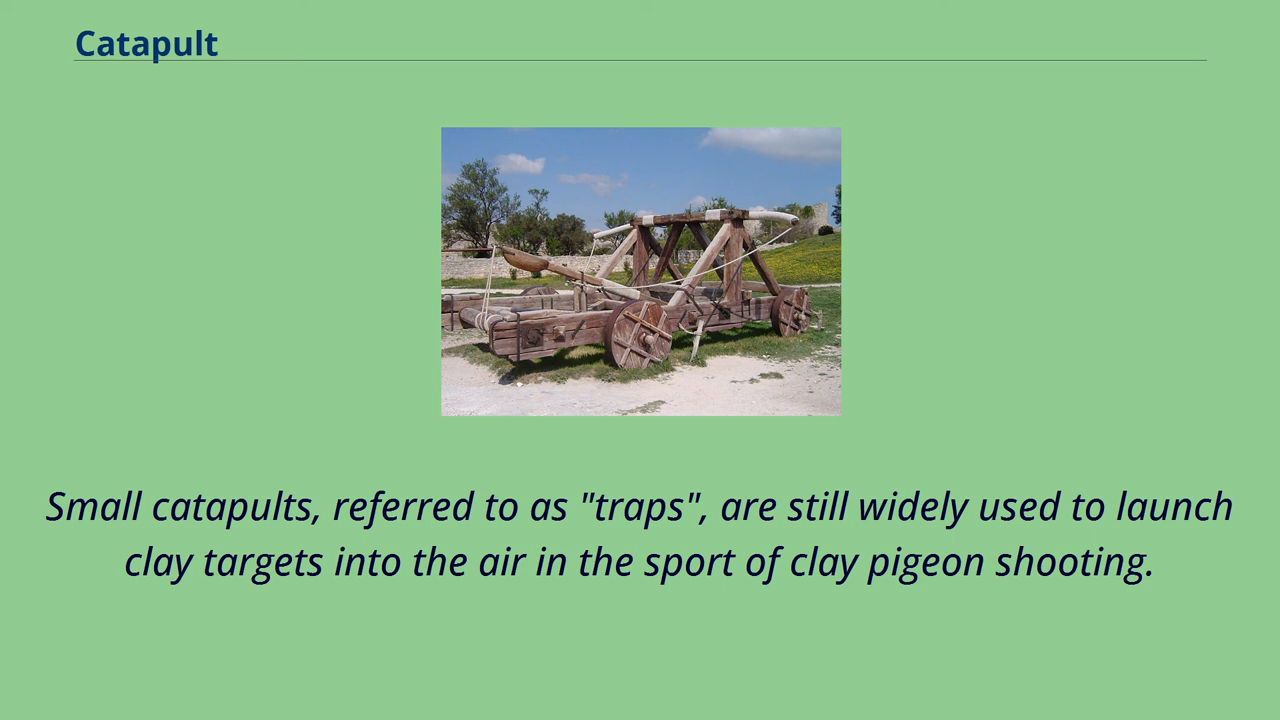 Catapult
Small catapults, referred to as "traps", are still widely used to launch
clay targets into the air in the sport of clay pigeon shooting.